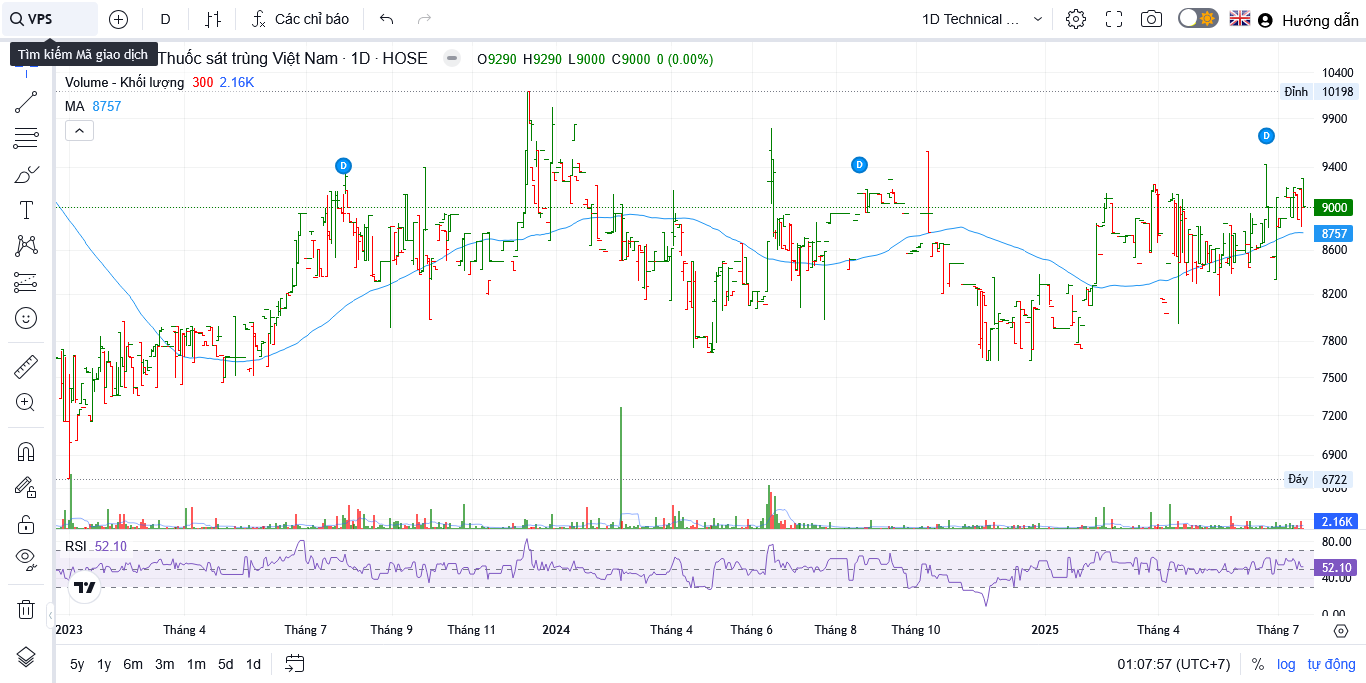 VPS
D
Các chỉ báo
1D Technical ...
Hướng dẫn
Tìm kiếm Mã giao dịch
Thuốc sát trùng Việt Nam · 1D · HOSE
O9290 H9290 L9000 C9000 0 (0.00%)
Volume - Khối lượng 300 2.16K
MA 8757
10400
Đỉnh 10198
9900
D
D
D
9400
9000
8757
8600
8200
7800
7500
7200
6900
Đáy 6722
2.16K
RSI 52.10
80.00
52.10
40.00
0.00
2023 Tháng 4 Tháng 7 Tháng 9 Tháng 11 2024 Tháng 4 Tháng 6 Tháng 8 Tháng 10 2025 Tháng 4 Tháng 7
5y 1y 6m 3m 1m 5d 1d
01:07:57 (UTC+7) % log tự động